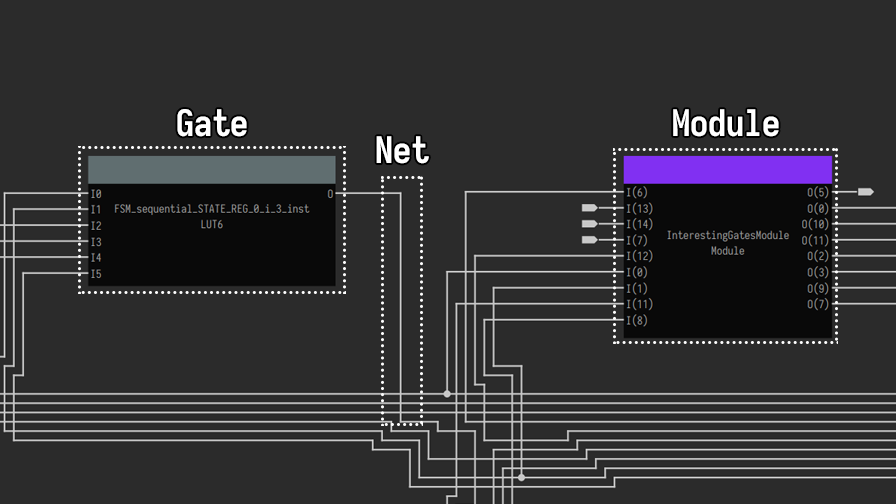 Gate
Net
Module
I0
I1
I2
I3
I4
I5
FSM_sequential_STATE_REG_0_i_3_inst
LUT6
O
I(6)
I(13)
I(14)
I(7)
I(12)
I(0)
I(1)
I(11)
I(8)
InterestingGatesModule
Module
O(5)
O(0)
O(10)
O(11)
O(2)
O(3)
O(9)
O(7)